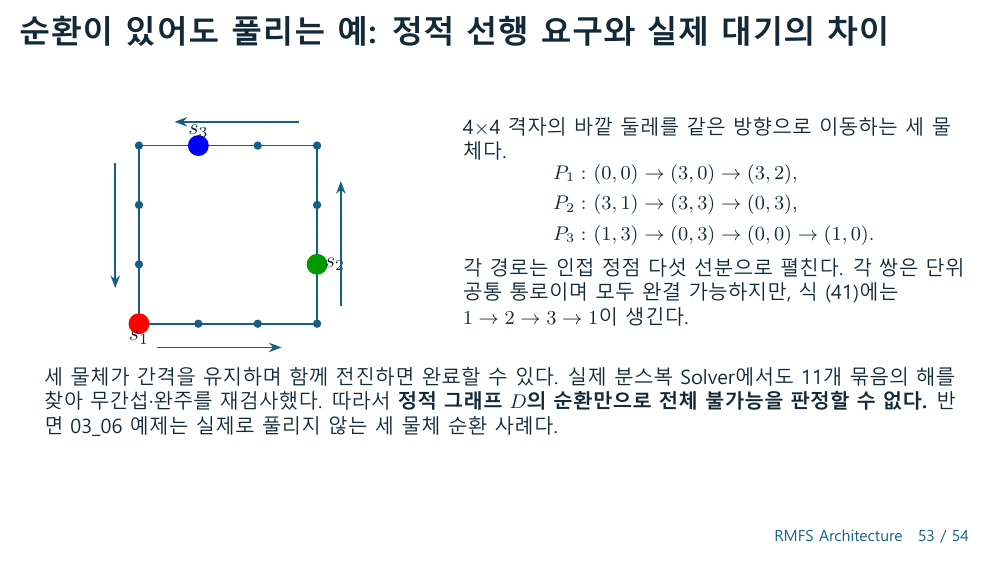 순환이 있어도 풀리는 예: 정적 선행 요구와 실제 대기의 차이
s₃
s₂
s₁
4×4 격자의 바깥 둘레를 같은 방향으로 이동하는 세 물
체다.
P₁ : (0, 0) → (3, 0) → (3, 2),
P₂ : (3, 1) → (3, 3) → (0, 3),
P₃ : (1, 3) → (0, 3) → (0, 0) → (1, 0).
각 경로는 인접 정점 다섯 선분으로 펼친다. 각 쌍은 단위
공통 통로이며 모두 완결 가능하지만, 식 (41)에는
1 → 2 → 3 → 1이 생긴다.
세 물체가 간격을 유지하며 함께 전진하면 완료할 수 있다. 실제 분스복 Solver에서도 11개 묶음의 해를
찾아 무간섭·완주를 재검사했다. 따라서 정적 그래프 D의 순환만으로 전체 불가능을 판정할 수 없다. 반
면 03_06 예제는 실제로 풀리지 않는 세 물체 순환 사례다.
RMFS Architecture 53 / 54